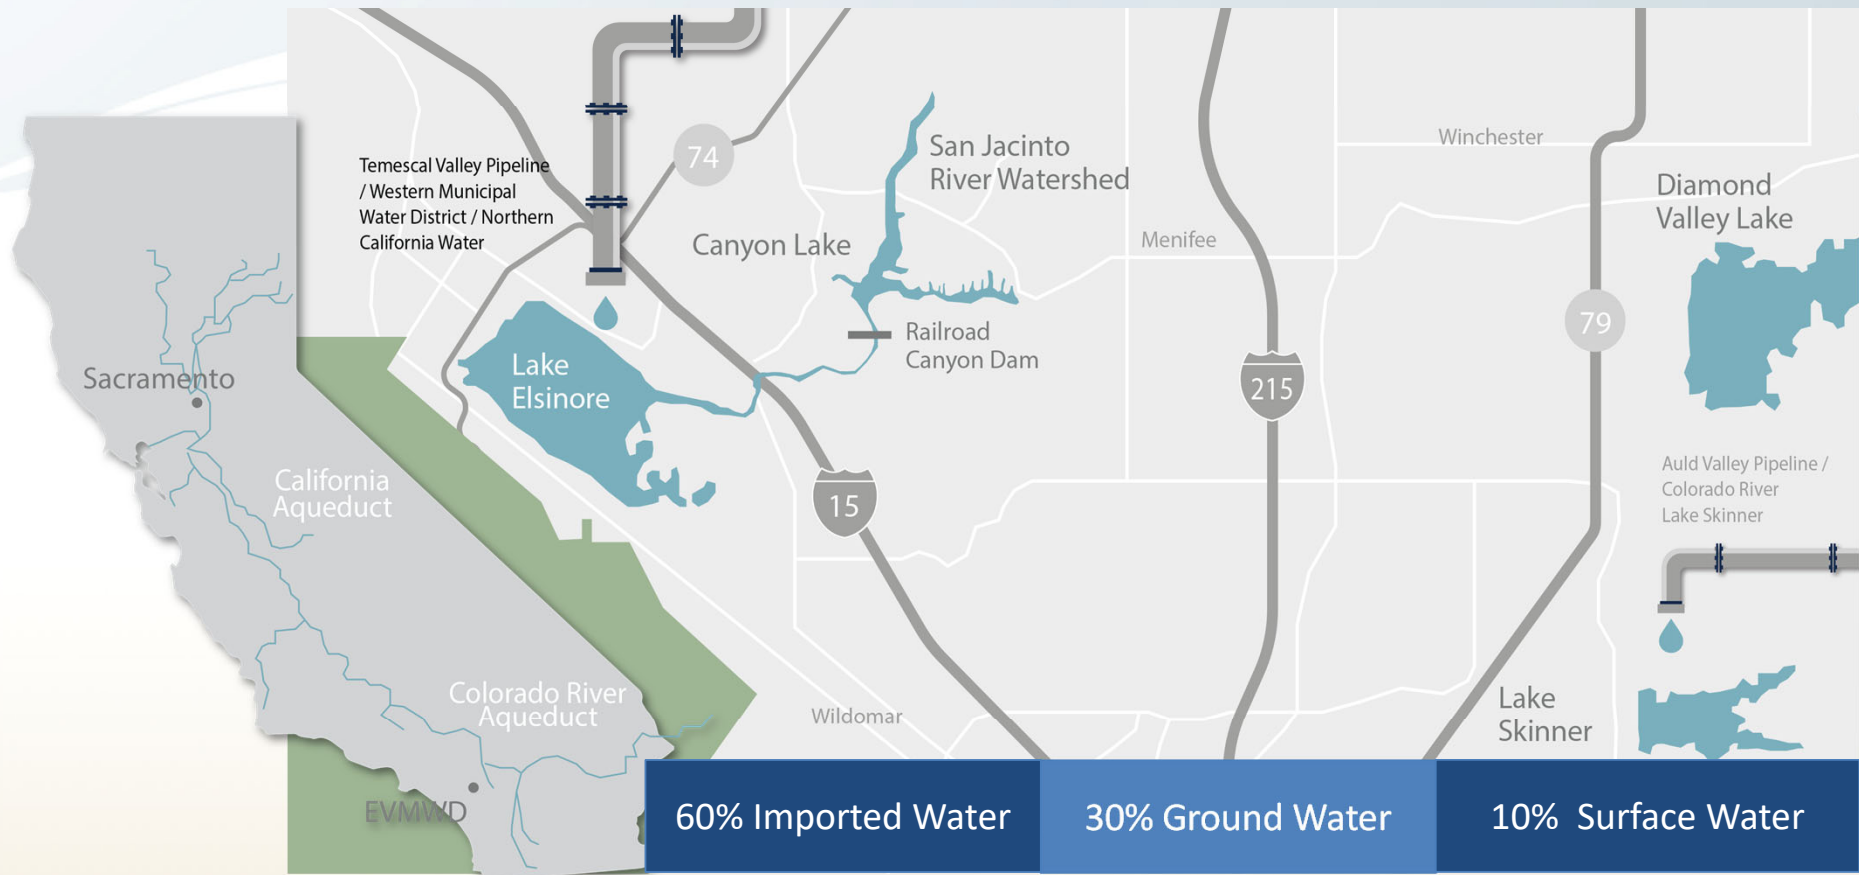 74
Temescal Valley Pipeline
/ Western Municipal
Water District / Northern
California Water
San Jacinto
River Watershed
Winchester
Diamond
Valley Lake
Canyon Lake
Menifee
Railroad
Canyon Dam
79
Lake
Elsinore
215
Sacramento
California
Aqueduct
15
Auld Valley Pipeline /
Colorado River
Lake Skinner
Colorado River
Aqueduct
Wildomar
Lake
Skinner
EVMWD
60% Imported Water
30% Ground Water
10%  Surface Water